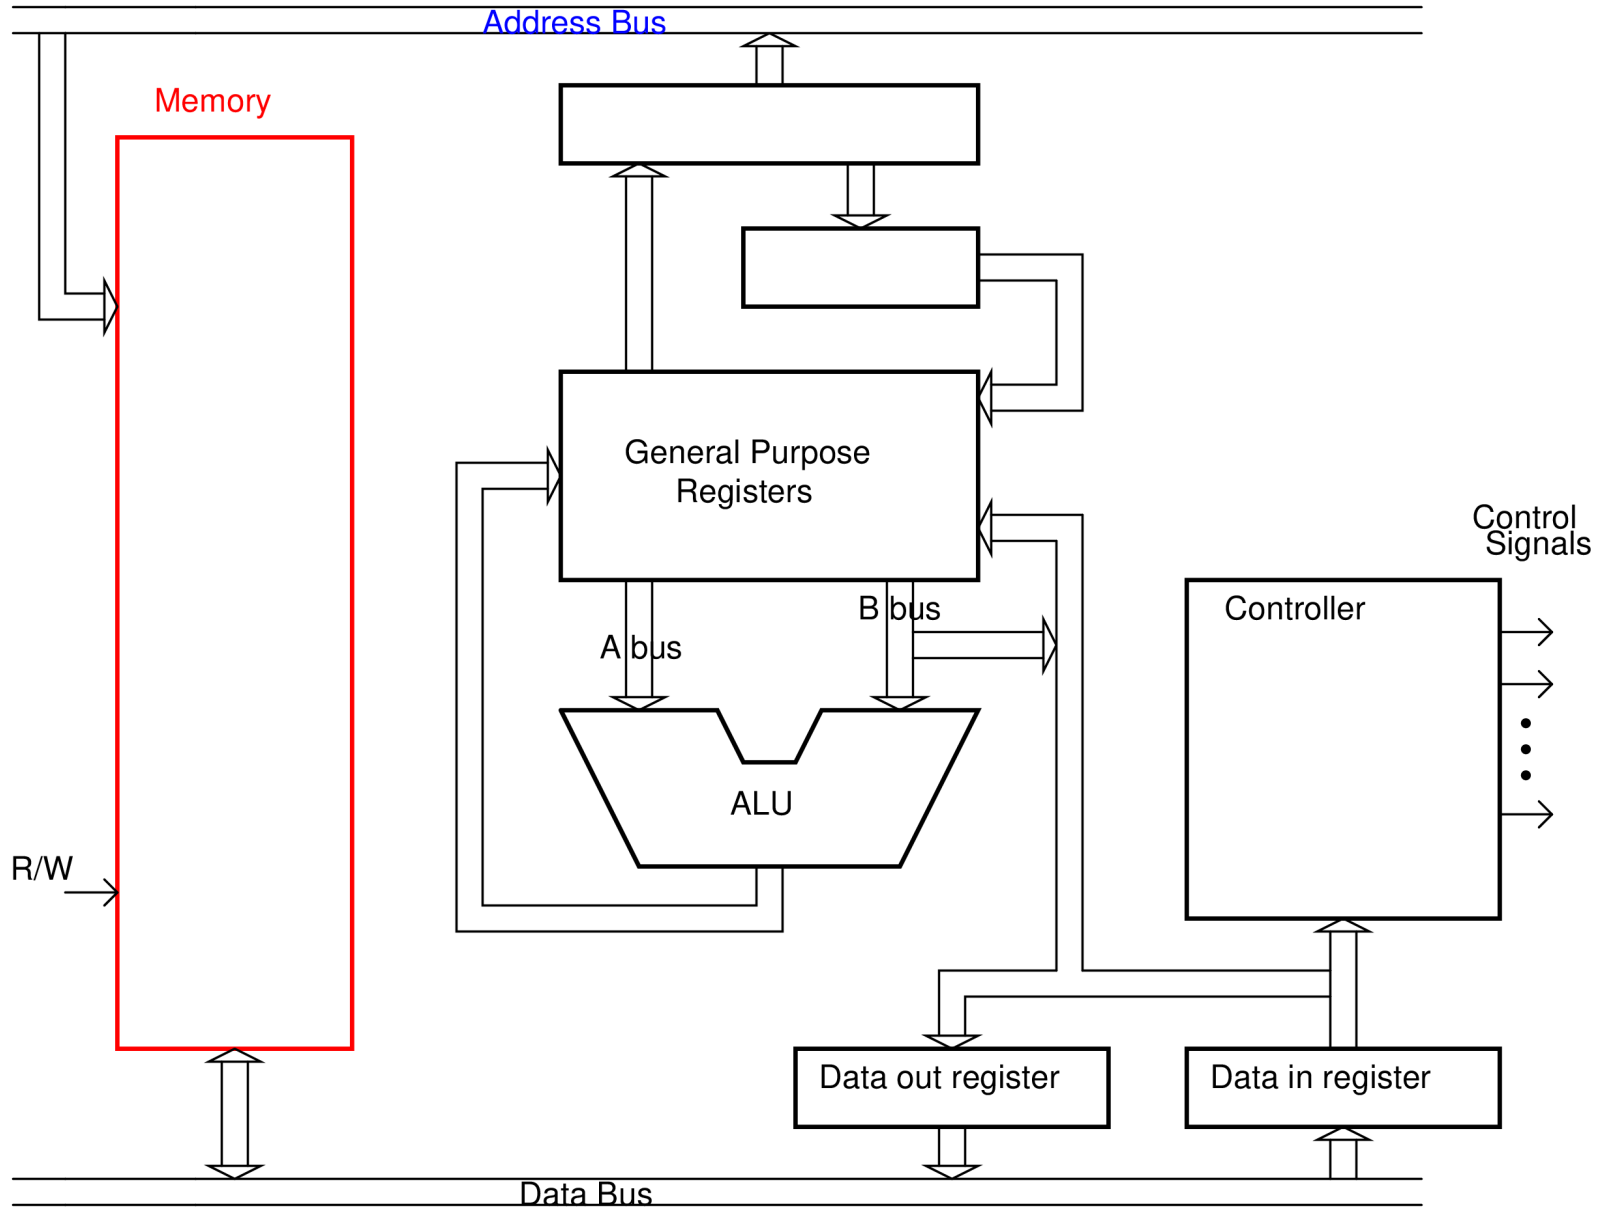 Address Bus
Memory
General Purpose
Registers
Control
Signals
B bus
Controller
A bus
ALU
R/W
Data out register
Data in register
Data Bus